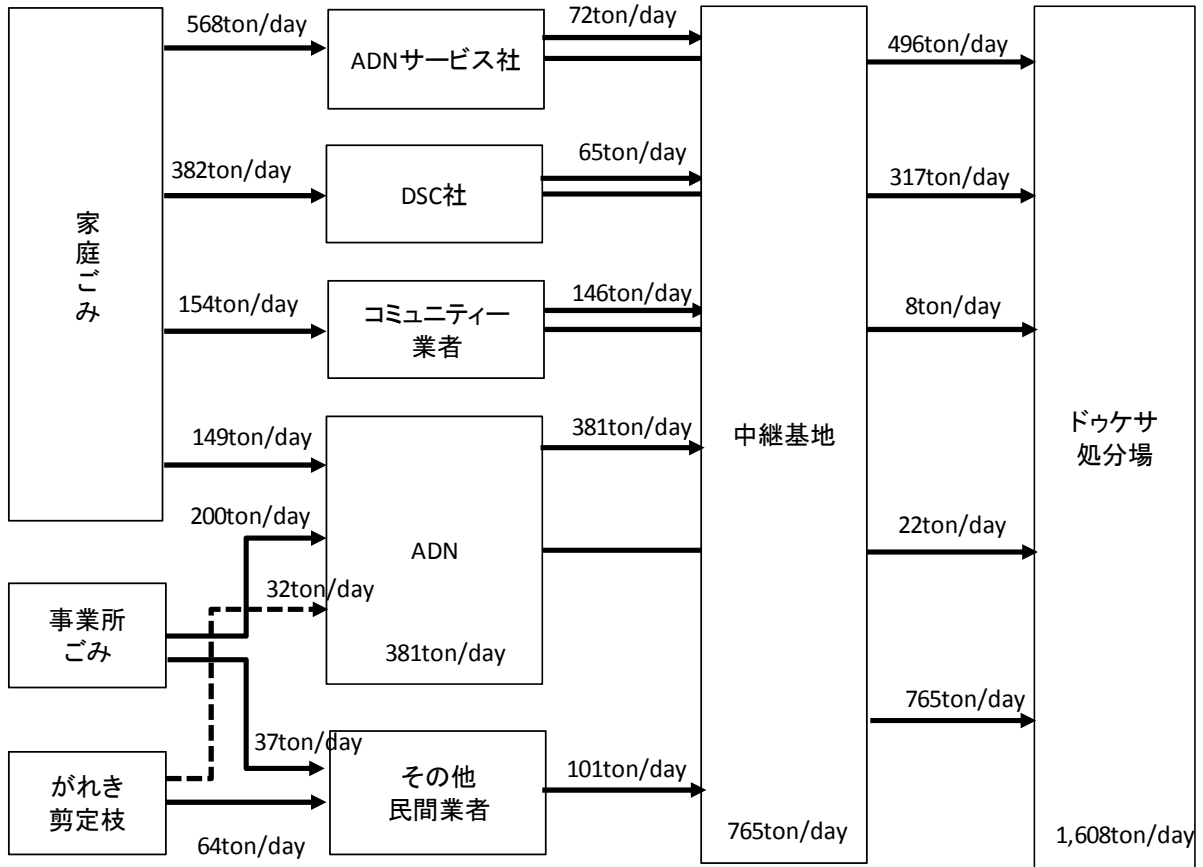 568ton/day
72ton/day
496ton/day
ADNサービス社
382ton/day
65ton/day
317ton/day
DSC社
家
庭
ご
み
154ton/day
146ton/day
8ton/day
コミュニティー
業者
149ton/day
381ton/day
中継基地
ドゥケサ
処分場
200ton/day
22ton/day
ADN
32ton/day
事業所
ごみ
381ton/day
765ton/day
37ton/day
がれき
剪定枝
その他
民間業者
101ton/day
64ton/day
765ton/day
1,608ton/day